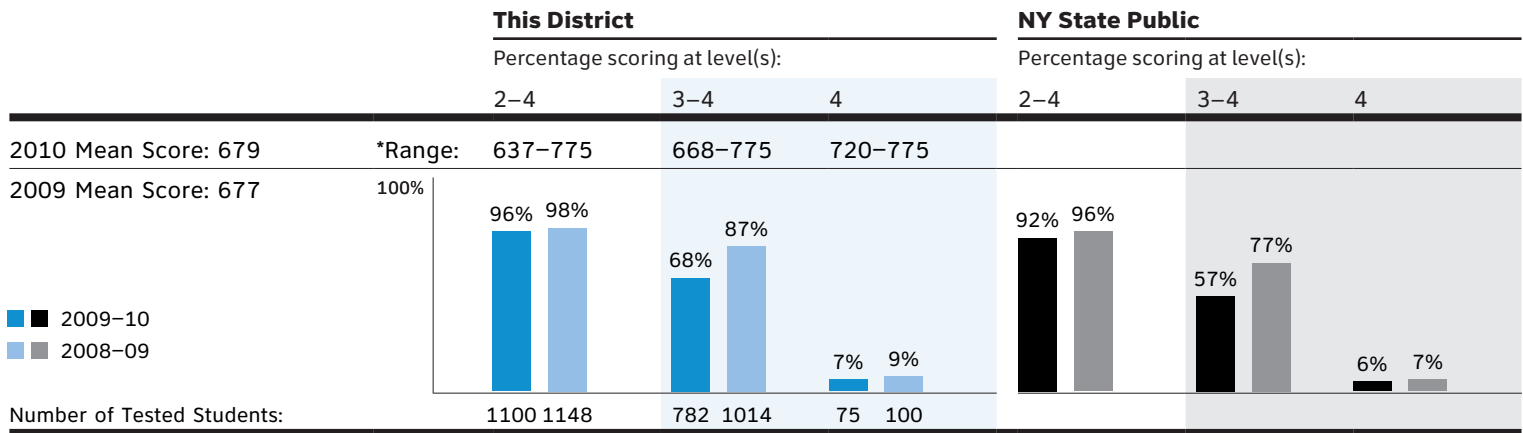 This District NY State Public
Percentage scoring at level(s): Percentage scoring at level(s):
2–4 3–4 4 2–4 3–4 4
2010 Mean Score: 679 *Range: 637–775 668–775 720–775
2009 Mean Score: 677 100%
96% 98% 87% 68% 7% 9% 92% 96% 77% 57% 6% 7%
2009–10
2008–09
Number of Tested Students: 1100 1148 782 1014 75 100